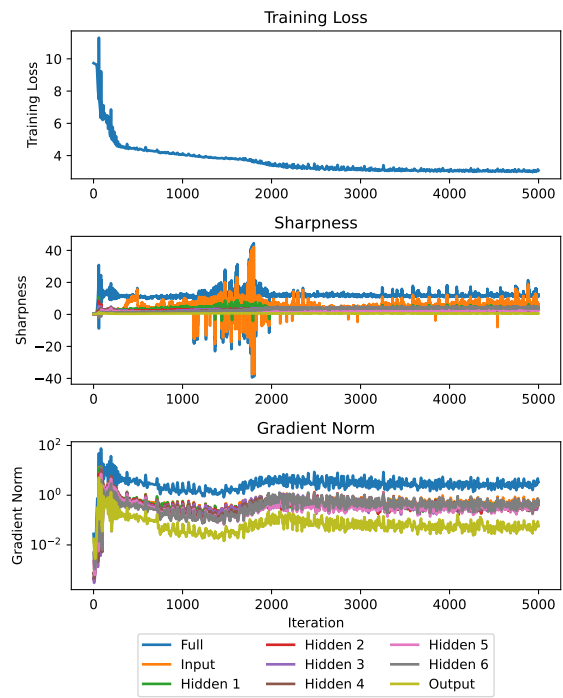 Training Loss
Training Loss
10
8
6
4
0 1000 2000 3000 4000 5000
Sharpness
Sharpness
40
20
0
−20
−40
0 1000 2000 3000 4000 5000
Gradient Norm
Gradient Norm
10^2
10^0
10^−2
0 1000 2000 3000 4000 5000
Iteration
Full Hidden 2 Hidden 5
Input Hidden 3 Hidden 6
Hidden 1 Hidden 4 Output